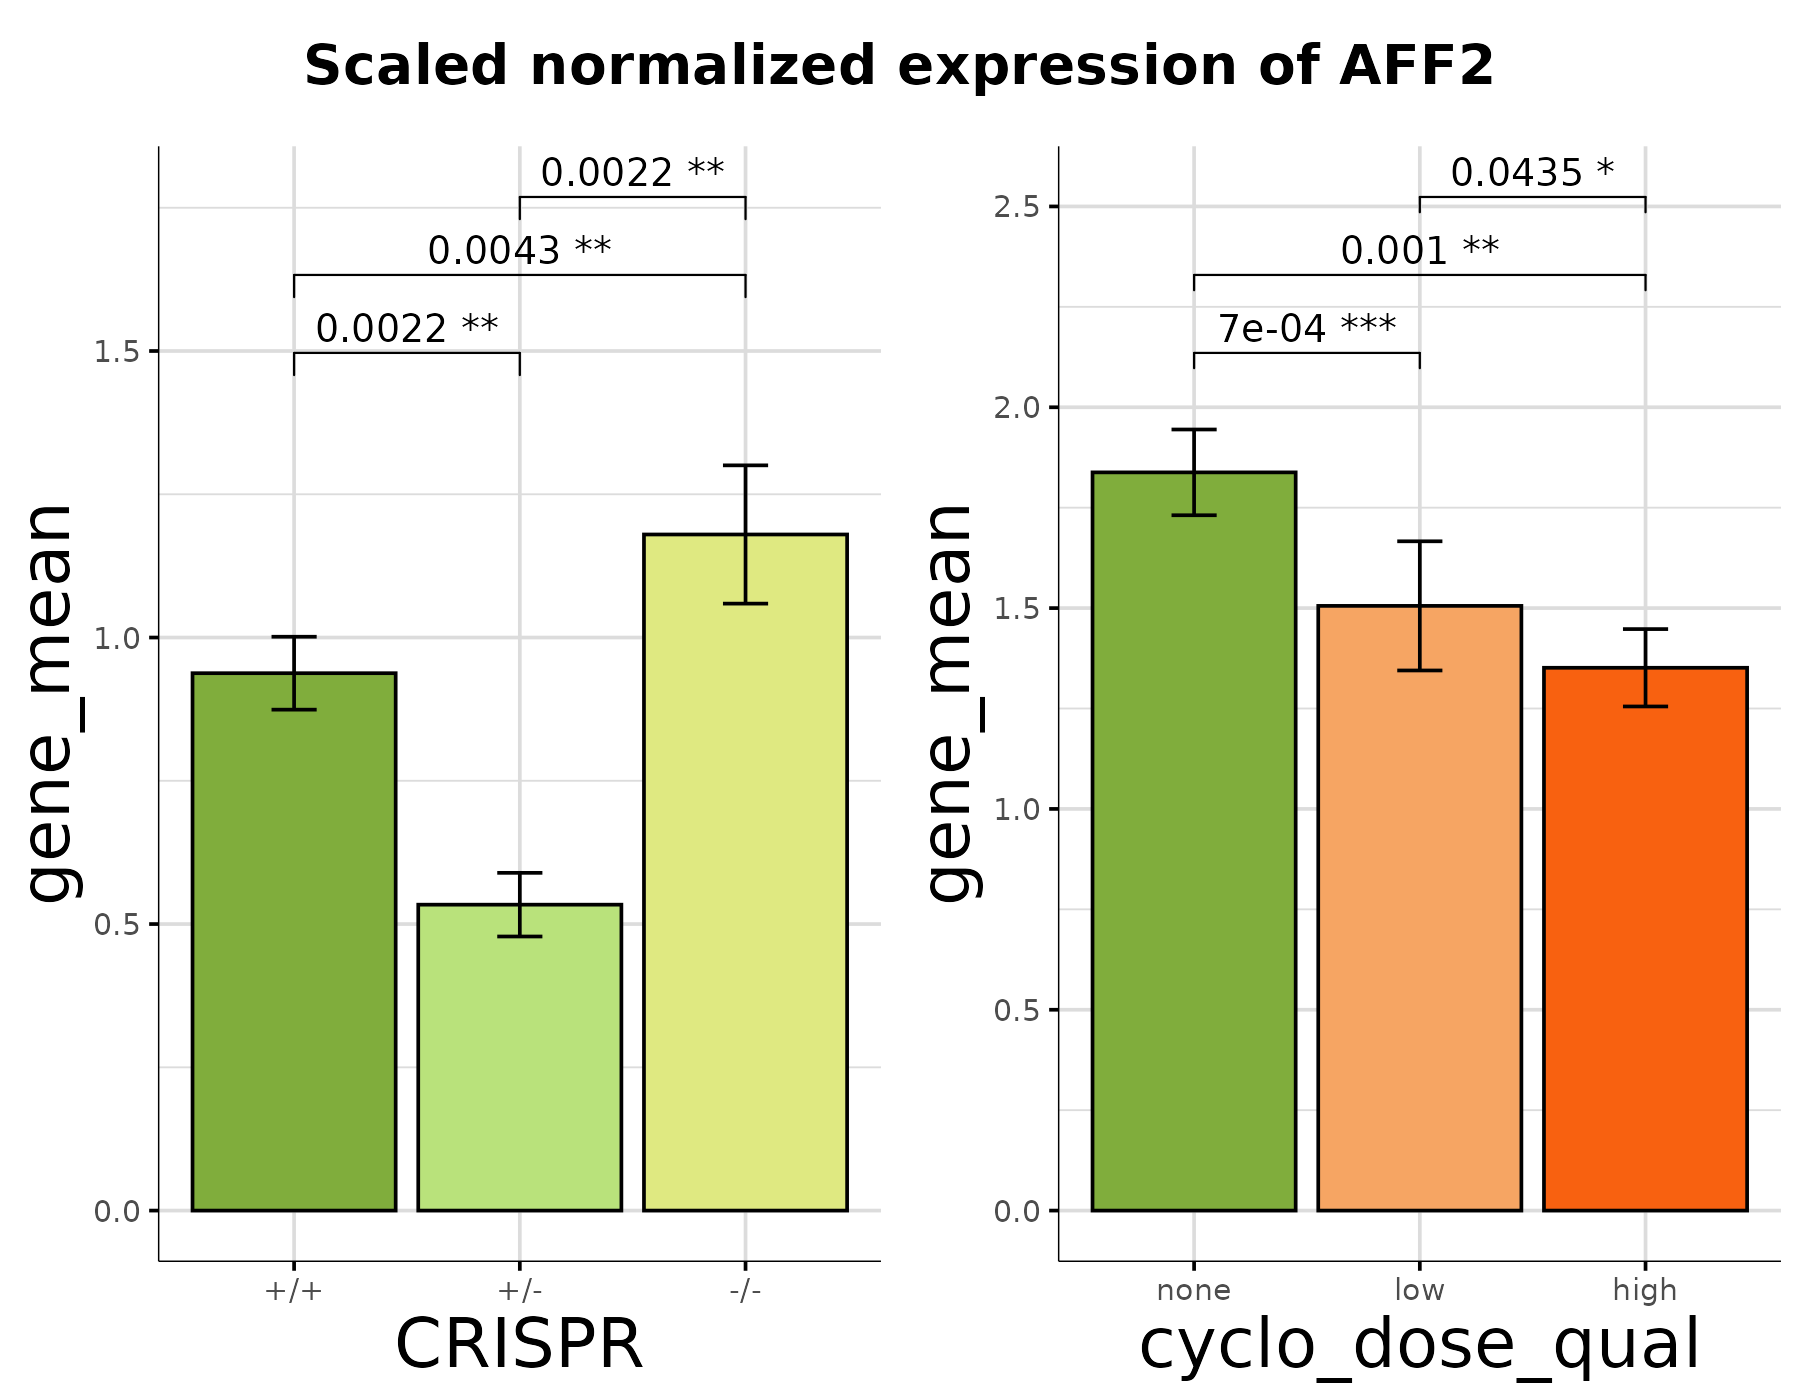 Scaled normalized expression of AFF2
gene_mean
0.0022 **
0.0043 **
0.0022 **
1.5
1.0
0.5
0.0
+/+ +/- -/-
CRISPR
gene_mean
0.0435 *
0.001 **
7e-04 ***
2.5
2.0
1.5
1.0
0.5
0.0
none low high
cyclo_dose_qual